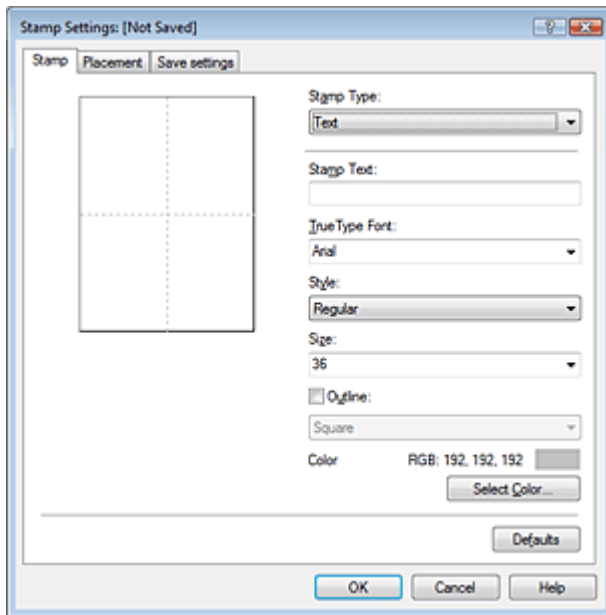 Stamp Settings: [Not Saved]
Stamp Placement Save settings
Stamp Type:
Text
Stamp Text:
TrueType Font:
Arial
Style:
Regular
Size:
36
Outline:
Square
Color RGB: 192, 192, 192
Select Color...
Defaults
OK Cancel Help